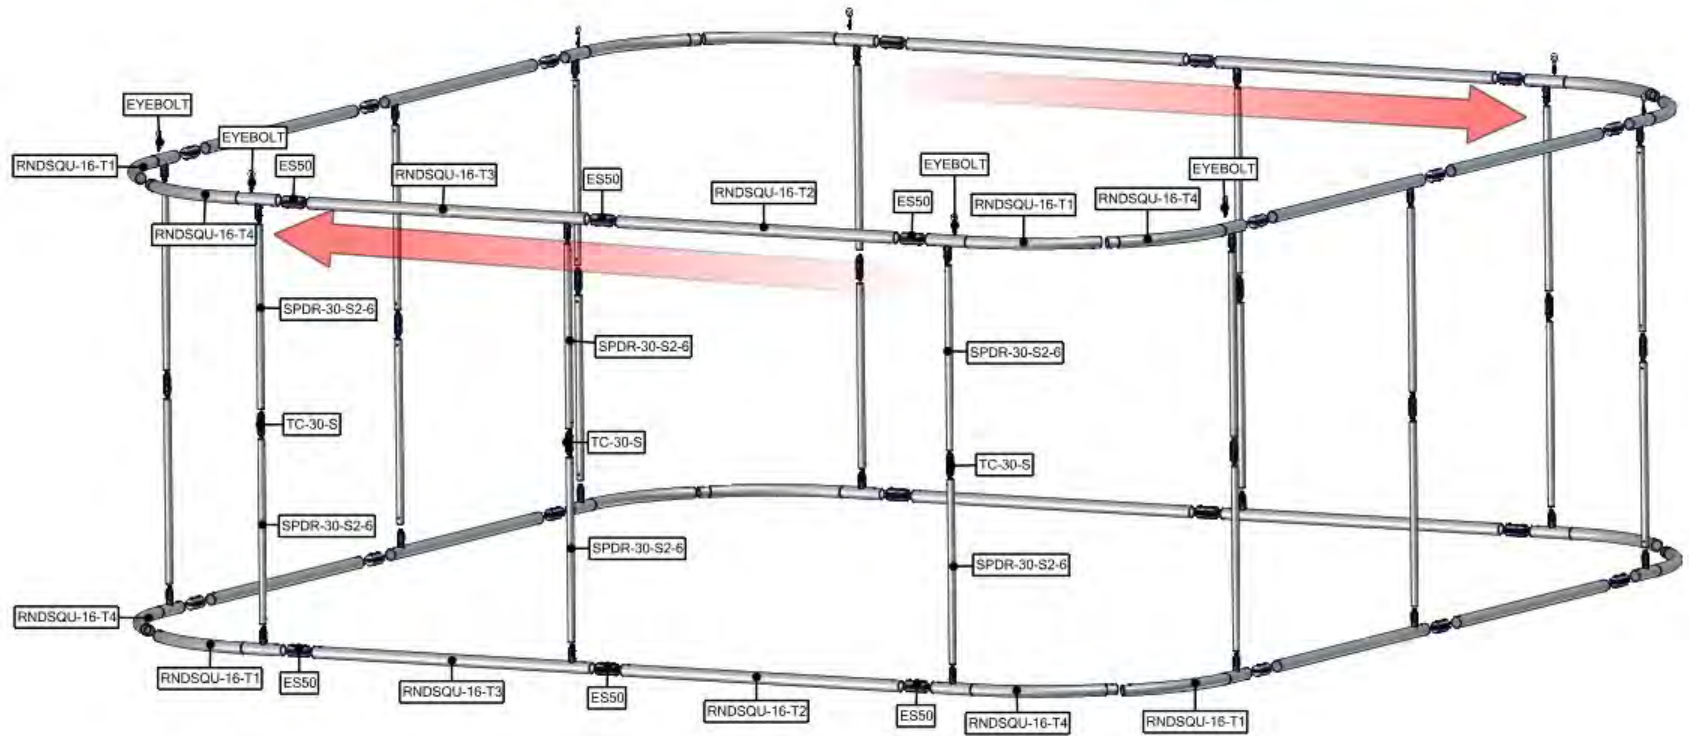 EYEBOLT
EYEBOLT
RNDSQU-16-T1
ES50
RNDSQU-16-T3
ES50
RNDSQU-16-T2
EYEBOLT
EYEBOLT
ES50
RNDSQU-16-T1
RNDSQU-16-T4
RNDSQU-16-T4
SPDR-30-S2-6
SPDR-30-S2-6
SPDR-30-S2-6
TC-30-S
TC-30-S
TC-30-S
SPDR-30-S2-6
SPDR-30-S2-6
SPDR-30-S2-6
RNDSQU-16-T4
RNDSQU-16-T1
ES50
RNDSQU-16-T3
ES50
RNDSQU-16-T2
ES50
RNDSQU-16-T4
RNDSQU-16-T1